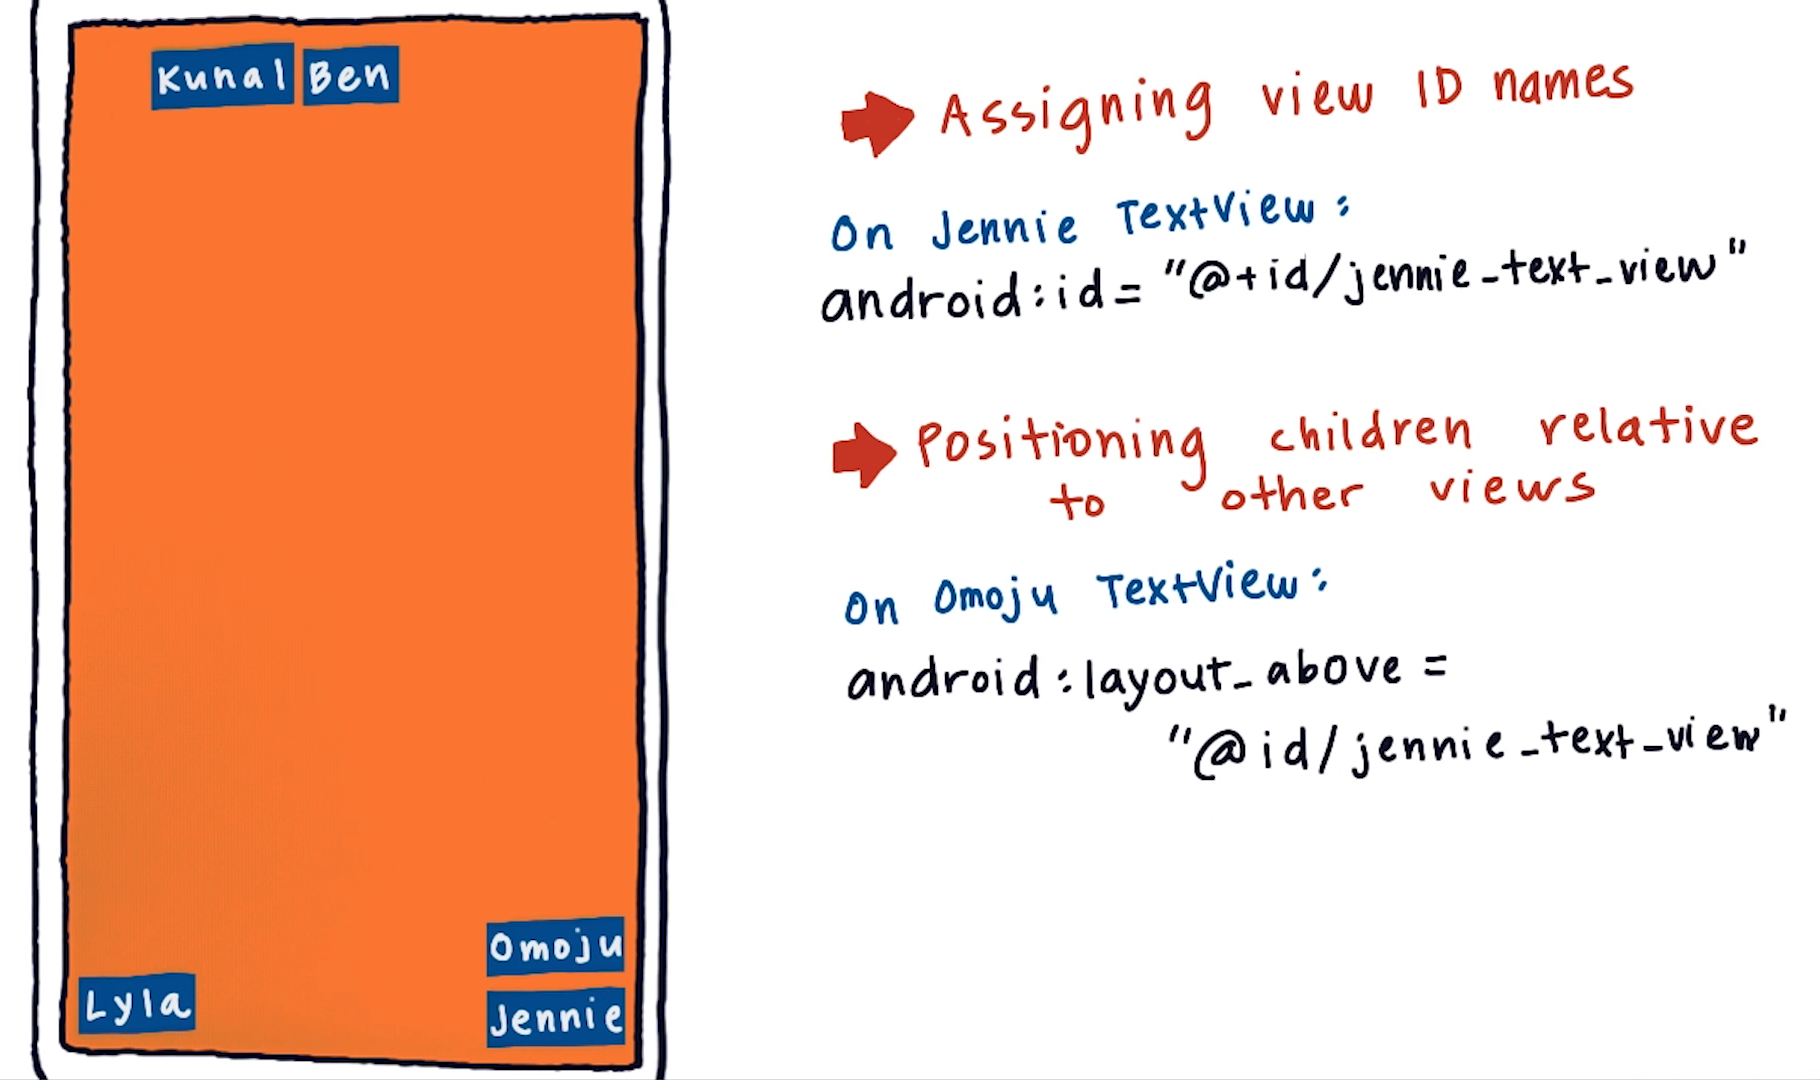 Kunal Ben
Omoju
Lyla
Jennie
Assigning view ID names
On Jennie TextView:
android:id= "@+id/jennie_text_view"
Positioning children relative
to other views
On Omoju TextView:
android:layout_above =
"@id/jennie_text_view"